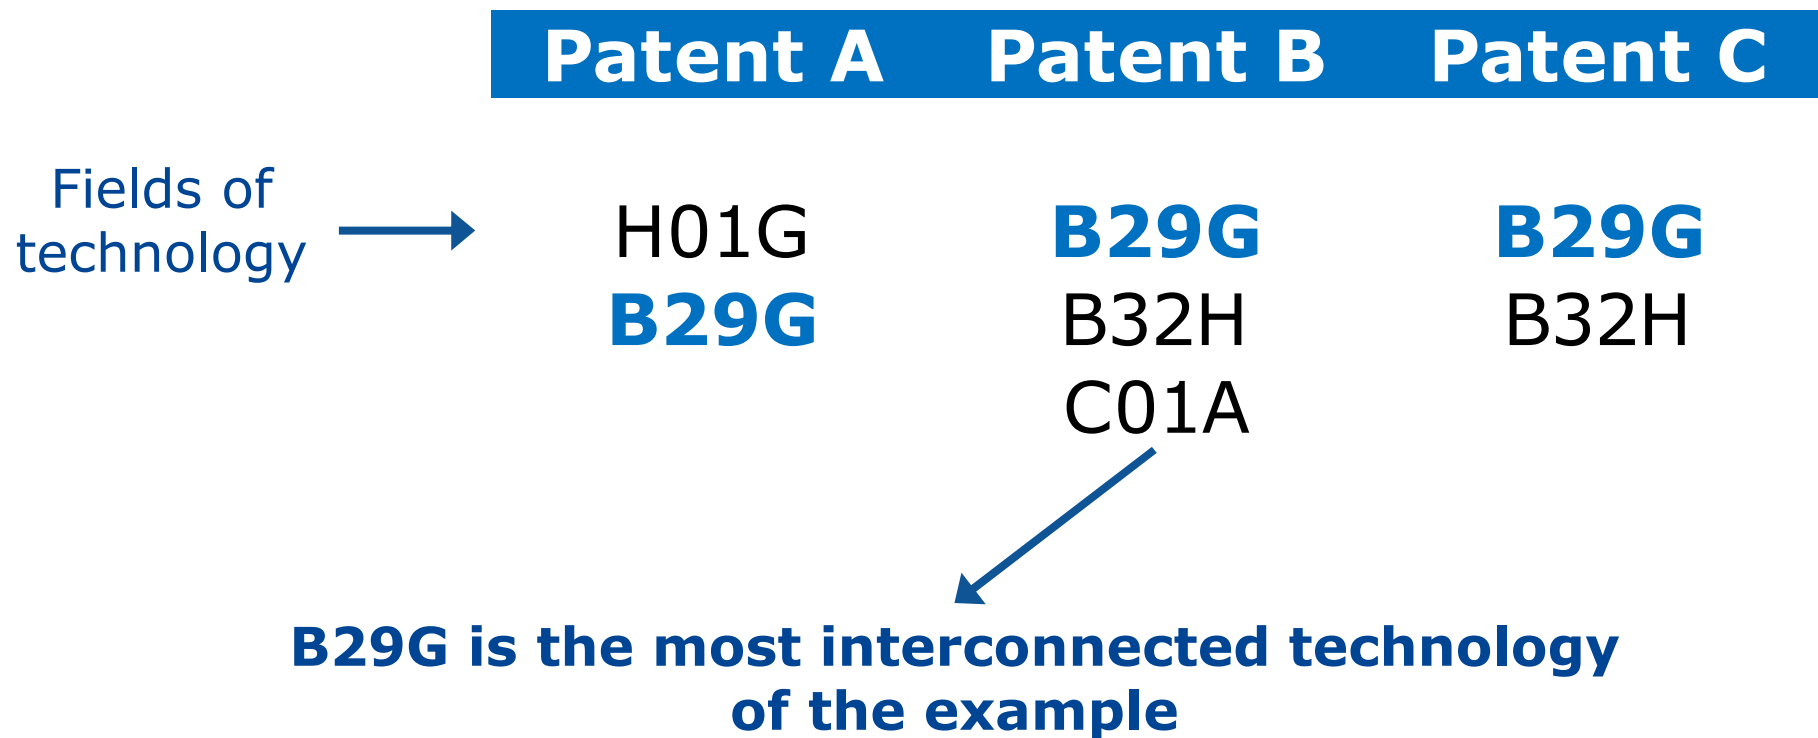 Patent A Patent B Patent C
Fields of
technology
H01G B29G B29G
B29G B32H B32H
C01A
B29G is the most interconnected technology
of the example